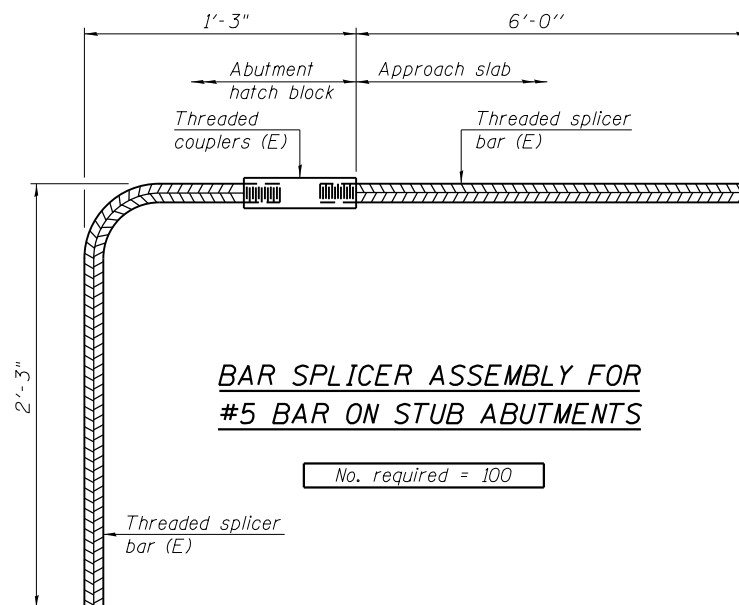 1'-3"
6'-0"
Abutment
hatch block
Approach slab
Threaded
couplers (E)
Threaded splicer
bar (E)
2'-3"
BAR SPLICER ASSEMBLY FOR
#5 BAR ON STUB ABUTMENTS
No. required = 100
Threaded splicer
bar (E)